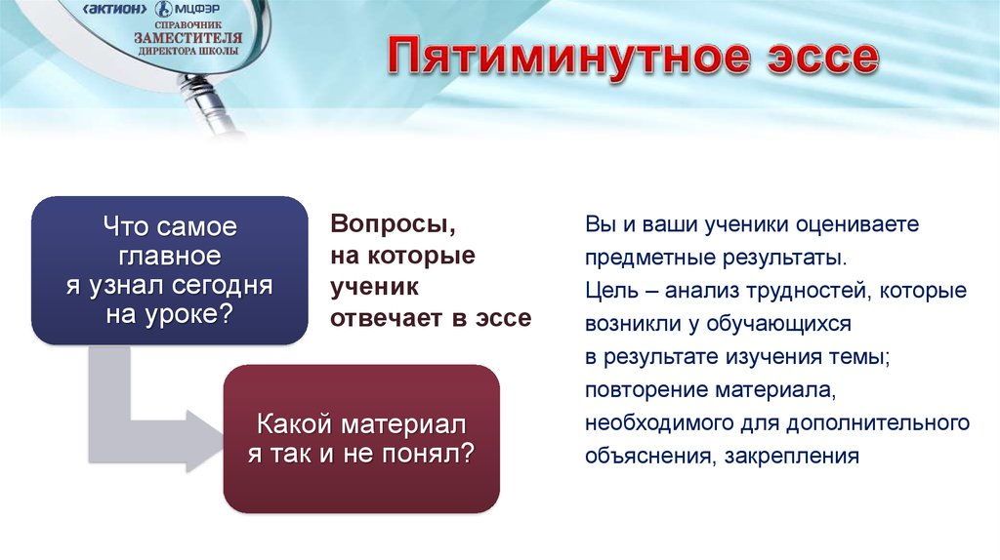 ‹актион› МЦФЭР
СПРАВОЧНИК
ЗАМЕСТИТЕЛЯ
ДИРЕКТОРА ШКОЛЫ
Пятиминутное эссе
Что самое
главное
я узнал сегодня
на уроке?
Вопросы,
на которые
ученик
отвечает в эссе
Какой материал
я так и не понял?
Вы и ваши ученики оцениваете
предметные результаты.
Цель – анализ трудностей, которые
возникли у обучающихся
в результате изучения темы;
повторение материала,
необходимого для дополнительного
объяснения, закрепления